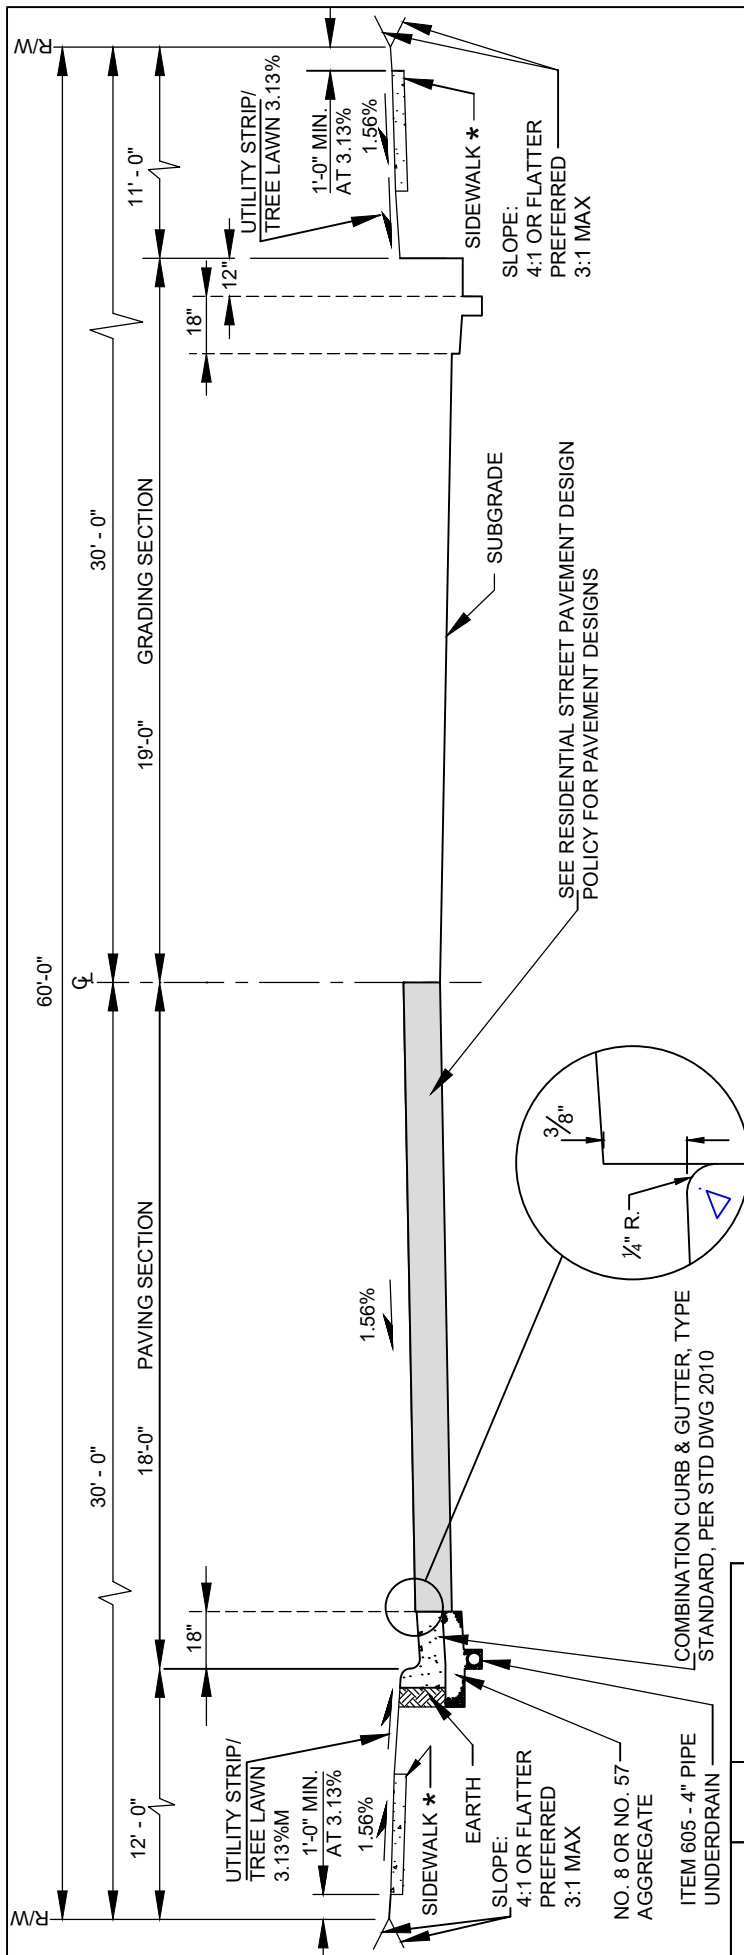 R/W
R/W
60'-0"
30' - 0"
30' - 0"
℄
12' - 0"
18'-0"
PAVING SECTION
19'-0"
GRADING SECTION
11' - 0"
18"
18"
12"
UTILITY STRIP/
TREE LAWN
3.13%M
1'-0" MIN.
AT 3.13%
1.56%
1.56%
UTILITY STRIP/
TREE LAWN 3.13%
1'-0" MIN.
AT 3.13%
1.56%
SIDEWALK *
EARTH
SLOPE:
4:1 OR FLATTER
PREFERRED
3:1 MAX
NO. 8 OR NO. 57
AGGREGATE
ITEM 605 - 4" PIPE
UNDERDRAIN
COMBINATION CURB & GUTTER, TYPE
STANDARD, PER STD DWG 2010
1/4" R.
3/8"
SEE RESIDENTIAL STREET PAVEMENT DESIGN
POLICY FOR PAVEMENT DESIGNS
SUBGRADE
SIDEWALK *
SLOPE:
4:1 OR FLATTER
PREFERRED
3:1 MAX